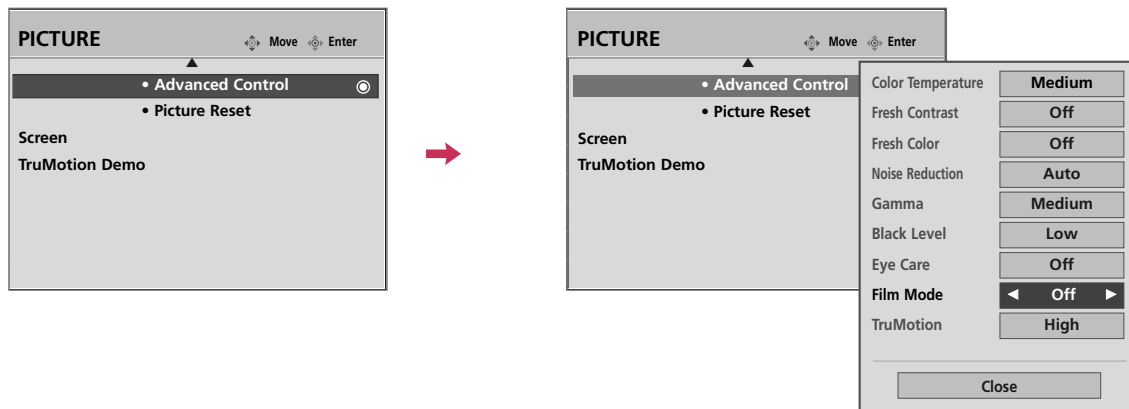 PICTURE Move Enter
• Advanced Control
• Picture Reset
Screen
TruMotion Demo
PICTURE Move Enter
• Advanced Control
• Picture Reset
Screen
TruMotion Demo
Color Temperature Medium
Fresh Contrast Off
Fresh Color Off
Noise Reduction Auto
Gamma Medium
Black Level Low
Eye Care Off
Film Mode Off
TruMotion High
Close